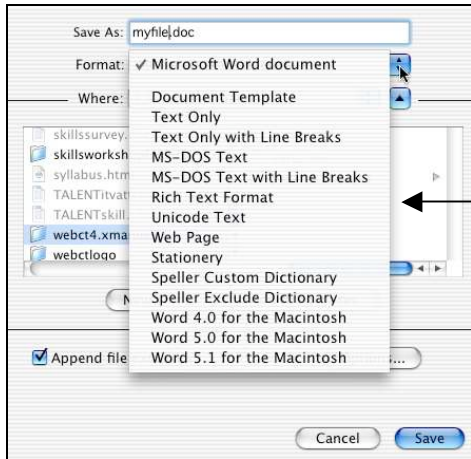 Save As: myfile.doc
Format: ✓ Microsoft Word document
Where:
Document Template
Text Only
Text Only with Line Breaks
MS-DOS Text
MS-DOS Text with Line Breaks
Rich Text Format
Unicode Text
Web Page
Stationery
Speller Custom Dictionary
Speller Exclude Dictionary
Word 4.0 for the Macintosh
Word 5.0 for the Macintosh
Word 5.1 for the Macintosh
skillssurvey.
skillsworksh
syllabus.htm
TALENTitvatt
TALENTskill.
webct4.xma
webctlogo
N
Append file
...
Cancel Save